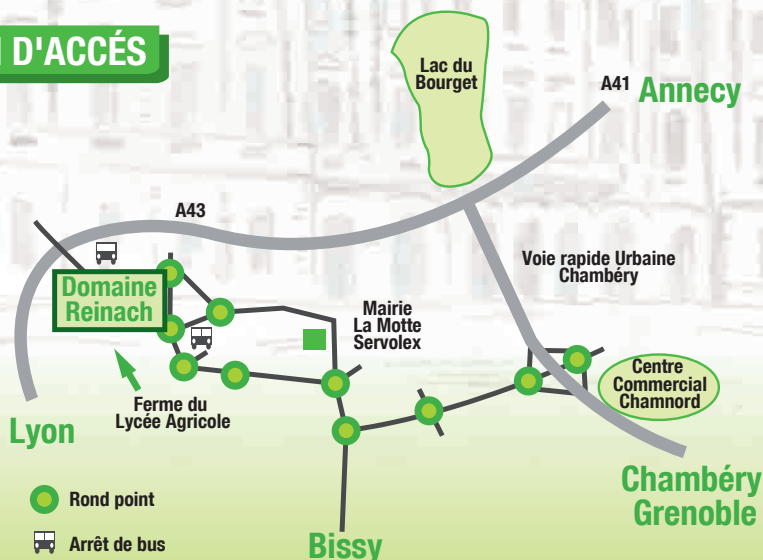 D'ACCÉS
Lac du
Bourget
A41 Annecy
A43
Voie rapide Urbaine
Chambéry
Domaine
Reinach
Mairie
La Motte
Servolex
Centre
Commercial
Chamnord
Ferme du
Lycée Agricole
Lyon
Chambéry
Grenoble
Rond point
Arrêt de bus
Bissy